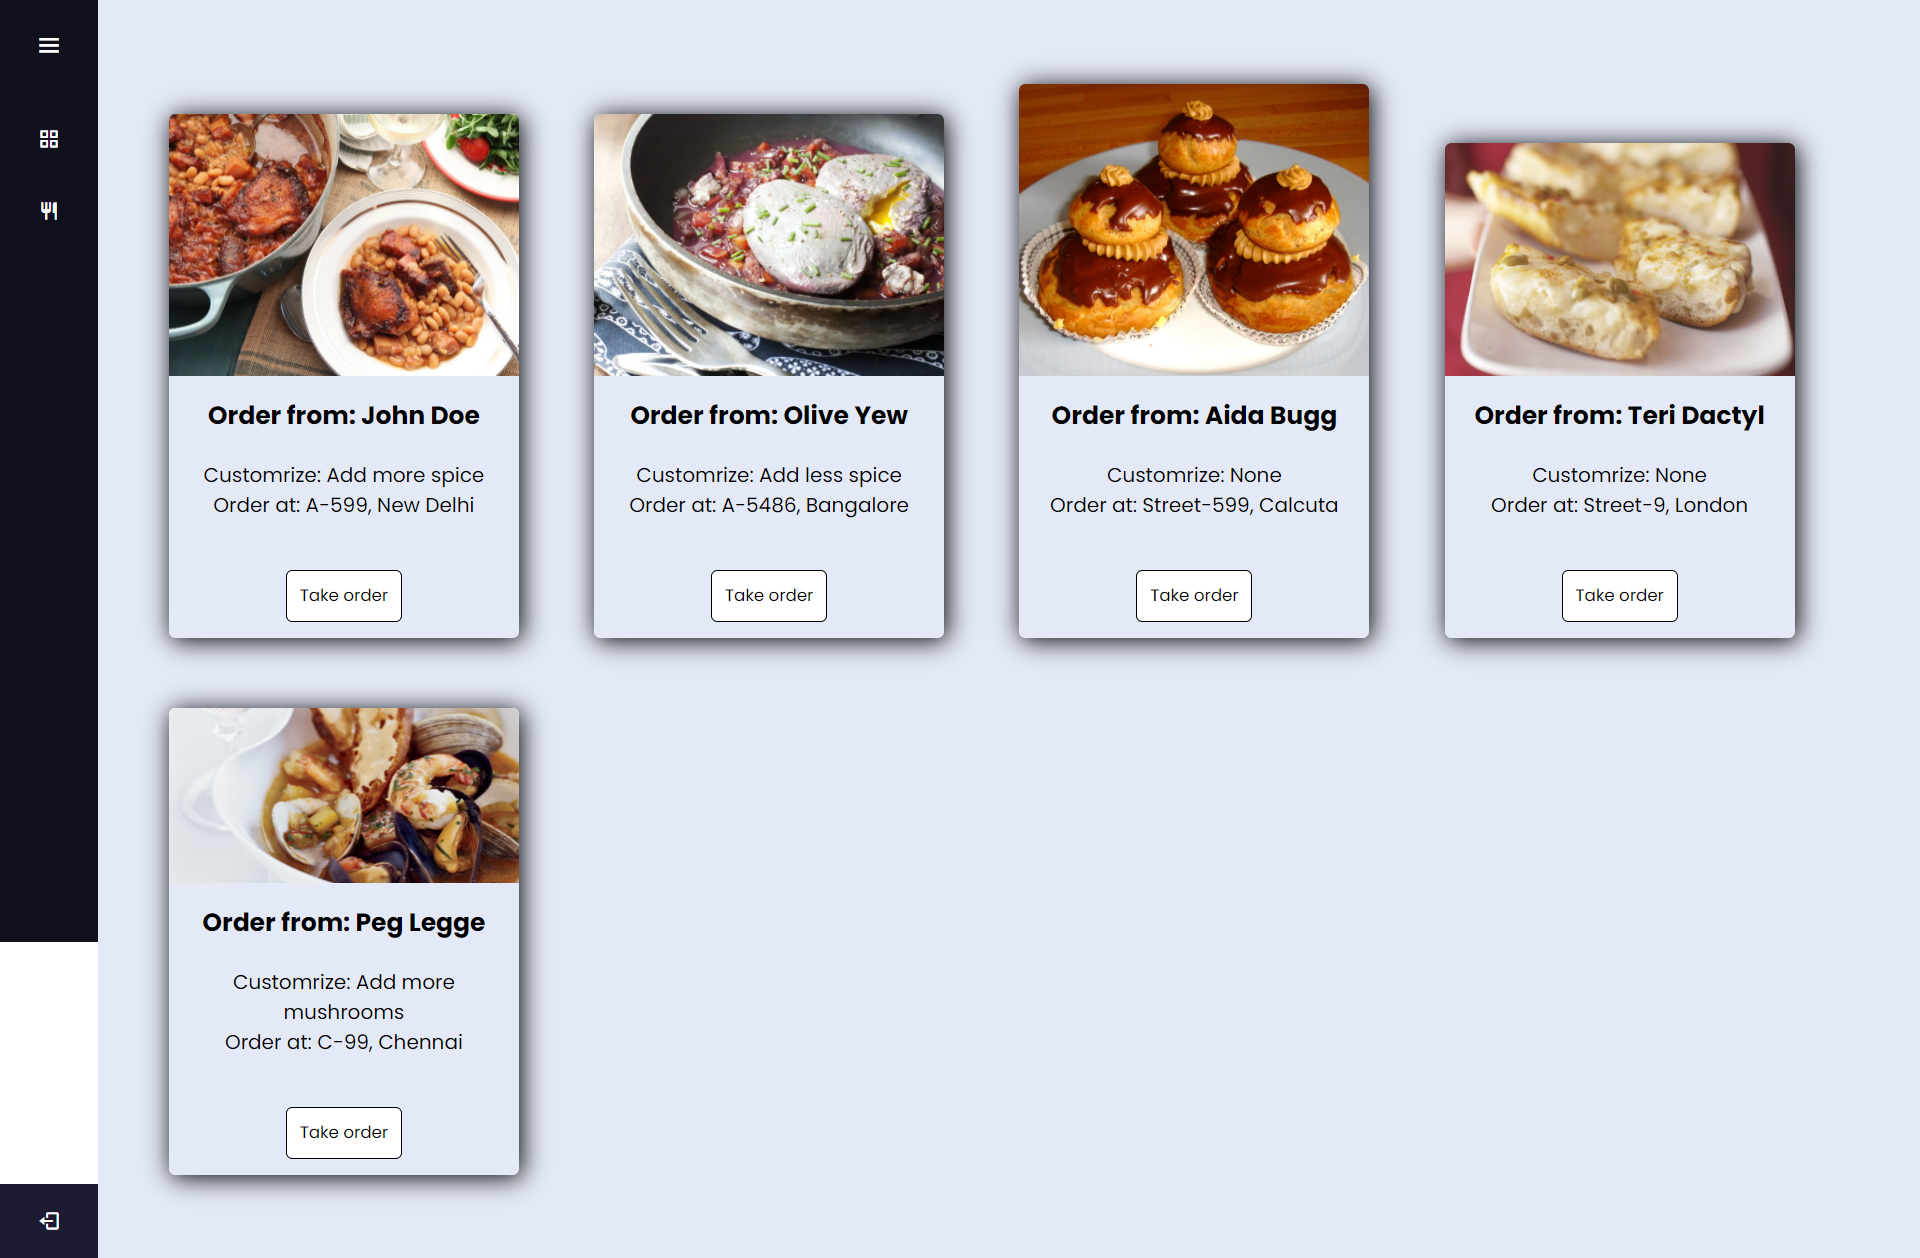 Order from: John Doe
Customrize: Add more spice
Order at: A-599, New Delhi
Take order
Order from: Olive Yew
Customrize: Add less spice
Order at: A-5486, Bangalore
Take order
Order from: Aida Bugg
Customrize: None
Order at: Street-599, Calcuta
Take order
Order from: Teri Dactyl
Customrize: None
Order at: Street-9, London
Take order
Order from: Peg Legge
Customrize: Add more
mushrooms
Order at: C-99, Chennai
Take order